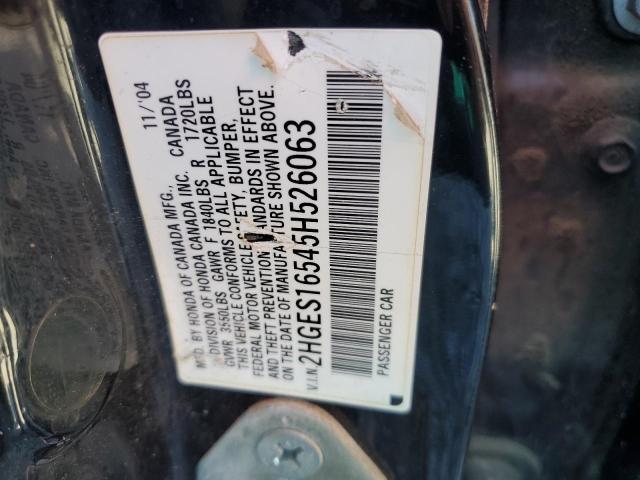 MFD. BY HONDA OF CANADA MFG., CANADA 11/'04
A DIVISION OF HONDA CANADA INC.
GVWR 3550LBS GAWR F 1840LBS R 1720LBS
THIS VEHICLE CONFORMS TO ALL APPLICABLE
FEDERAL MOTOR VEHICLE SAFETY, BUMPER,
AND THEFT PREVENTION STANDARDS IN EFFECT
ON THE DATE OF MANUFACTURE SHOWN ABOVE.
V.I.N. 2HGES16545H526063
PASSENGER CAR